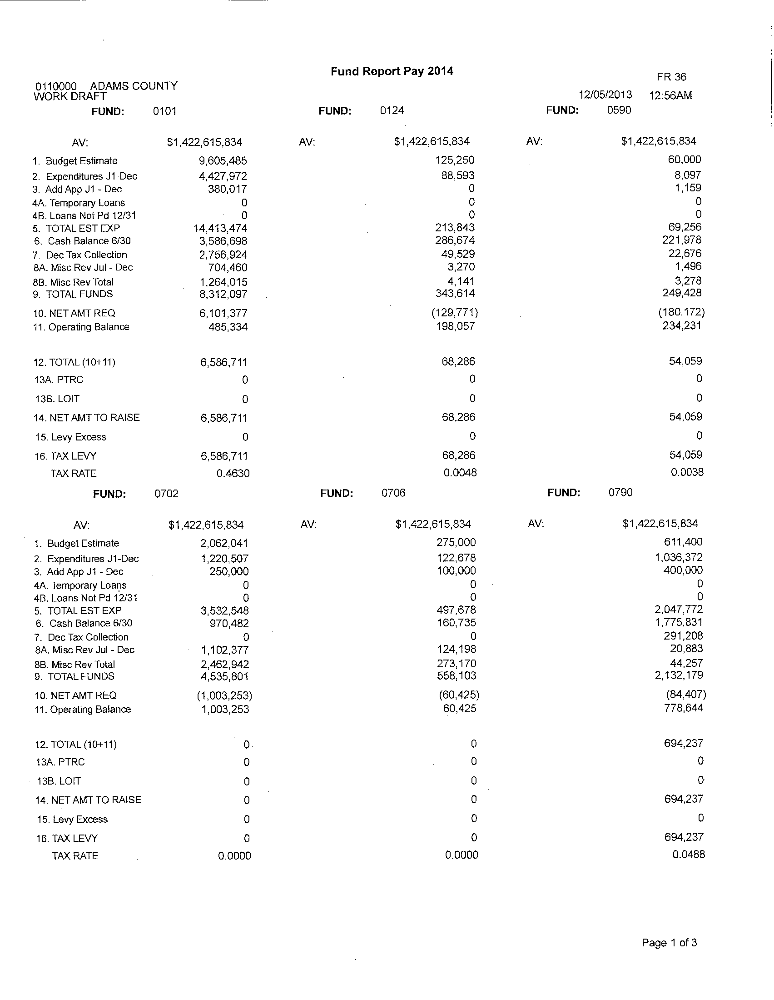 Fund Report Pay 2014
FR 36
0110000 ADAMS COUNTY
WORK DRAFT 12/05/2013 12:56AM
FUND: 0101 FUND: 0124 FUND: 0590
AV: $1,422,615,834 AV: $1,422,615,834 AV: $1,422,615,834
1. Budget Estimate 9,605,485 125,250 60,000
2. Expenditures J1-Dec 4,427,972 88,593 8,097
3. Add App J1 - Dec 380,017 0 1,159
4A. Temporary Loans 0 0 0
4B. Loans Not Pd 12/31 0 0 0
5. TOTAL EST EXP 14,413,474 213,843 69,256
6. Cash Balance 6/30 3,586,698 286,674 221,978
7. Dec Tax Collection 2,756,924 49,529 22,676
8A. Misc Rev Jul - Dec 704,460 3,270 1,496
8B. Misc Rev Total 1,264,015 4,141 3,278
9. TOTAL FUNDS 8,312,097 343,614 249,428
10. NET AMT REQ 6,101,377 (129,771) (180,172)
11. Operating Balance 485,334 198,057 234,231
12. TOTAL (10+11) 6,586,711 68,286 54,059
13A. PTRC 0 0 0
13B. LOIT 0 0 0
14. NET AMT TO RAISE 6,586,711 68,286 54,059
15. Levy Excess 0 0 0
16. TAX LEVY 6,586,711 68,286 54,059
TAX RATE 0.4630 0.0048 0.0038
FUND: 0702 FUND: 0706 FUND: 0790
AV: $1,422,615,834 AV: $1,422,615,834 AV: $1,422,615,834
1. Budget Estimate 2,062,041 275,000 611,400
2. Expenditures J1-Dec 1,220,507 122,678 1,036,372
3. Add App J1 - Dec 250,000 100,000 400,000
4A. Temporary Loans 0 0 0
4B. Loans Not Pd 12/31 0 0 0
5. TOTAL EST EXP 3,532,548 497,678 2,047,772
6. Cash Balance 6/30 970,482 160,735 1,775,831
7. Dec Tax Collection 0 0 291,208
8A. Misc Rev Jul - Dec 1,102,377 124,198 20,883
8B. Misc Rev Total 2,462,942 273,170 44,257
9. TOTAL FUNDS 4,535,801 558,103 2,132,179
10. NET AMT REQ (1,003,253) (60,425) (84,407)
11. Operating Balance 1,003,253 60,425 778,644
12. TOTAL (10+11) 0 0 694,237
13A. PTRC 0 0 0
13B. LOIT 0 0 0
14. NET AMT TO RAISE 0 0 694,237
15. Levy Excess 0 0 0
16. TAX LEVY 0 0 694,237
TAX RATE 0.0000 0.0000 0.0488
Page 1 of 3